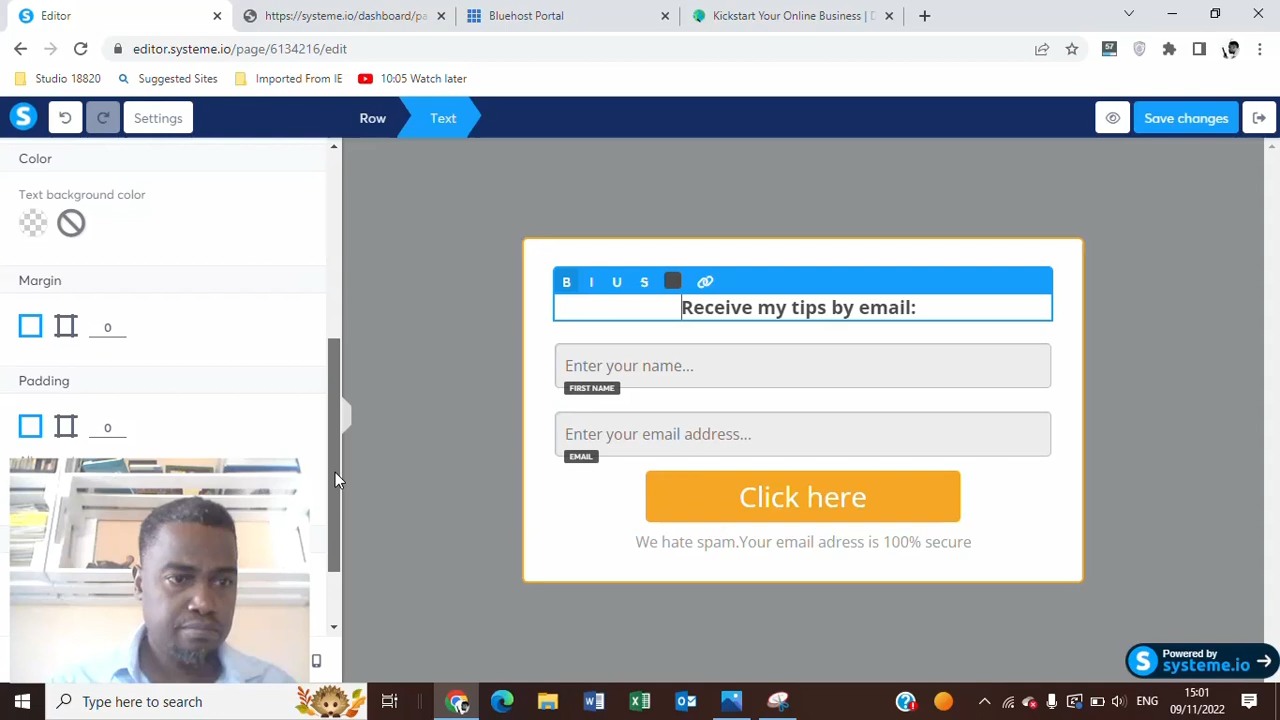 Editor
https://systeme.io/dashboard/pa
Bluehost Portal
Kickstart Your Online Business | D
editor.systeme.io/page/6134216/edit
57
Studio 18820
Suggested Sites
Imported From IE
10:05 Watch later
S
Settings
Row
Text
Save changes
Color
Text background color
Margin
0
Padding
0
B I U S
Receive my tips by email:
Enter your name...
FIRST NAME
Enter your email address...
EMAIL
Click here
We hate spam.Your email adress is 100% secure
S
Powered by
systeme.io
Type here to search
ENG
15:01
09/11/2022